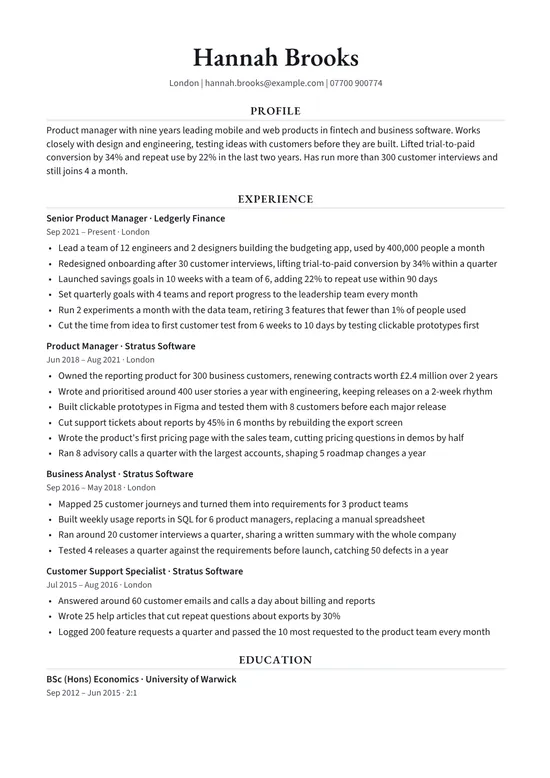 Hannah Brooks
London | hannah.brooks@example.com | 07700 900774
PROFILE
Product manager with nine years leading mobile and web products in fintech and business software. Works
closely with design and engineering, testing ideas with customers before they are built. Lifted trial-to-paid
conversion by 34% and repeat use by 22% in the last two years. Has run more than 300 customer interviews and
still joins 4 a month.
EXPERIENCE
Senior Product Manager · Ledgerly Finance
Sep 2021 – Present · London
• Lead a team of 12 engineers and 2 designers building the budgeting app, used by 400,000 people a month
• Redesigned onboarding after 30 customer interviews, lifting trial-to-paid conversion by 34% within a quarter
• Launched savings goals in 10 weeks with a team of 6, adding 22% to repeat use within 90 days
• Set quarterly goals with 4 teams and report progress to the leadership team every month
• Run 2 experiments a month with the data team, retiring 3 features that fewer than 1% of people used
• Cut the time from idea to first customer test from 6 weeks to 10 days by testing clickable prototypes first
Product Manager · Stratus Software
Jun 2018 – Aug 2021 · London
• Owned the reporting product for 300 business customers, renewing contracts worth £2.4 million over 2 years
• Wrote and prioritised around 400 user stories a year with engineering, keeping releases on a 2-week rhythm
• Built clickable prototypes in Figma and tested them with 8 customers before each major release
• Cut support tickets about reports by 45% in 6 months by rebuilding the export screen
• Wrote the product's first pricing page with the sales team, cutting pricing questions in demos by half
• Ran 8 advisory calls a quarter with the largest accounts, shaping 5 roadmap changes a year
Business Analyst · Stratus Software
Sep 2016 – May 2018 · London
• Mapped 25 customer journeys and turned them into requirements for 3 product teams
• Built weekly usage reports in SQL for 6 product managers, replacing a manual spreadsheet
• Ran around 20 customer interviews a quarter, sharing a written summary with the whole company
• Tested 4 releases a quarter against the requirements before launch, catching 50 defects in a year
Customer Support Specialist · Stratus Software
Jul 2015 – Aug 2016 · London
• Answered around 60 customer emails and calls a day about billing and reports
• Wrote 25 help articles that cut repeat questions about exports by 30%
• Logged 200 feature requests a quarter and passed the 10 most requested to the product team every month
EDUCATION
BSc (Hons) Economics · University of Warwick
Sep 2012 – Jun 2015 · 2:1